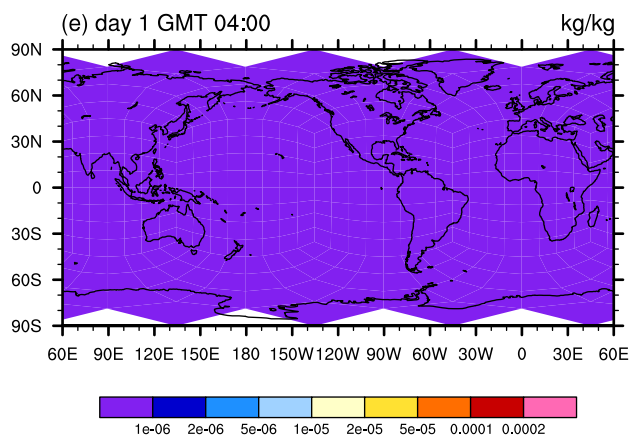 (e) day 1 GMT 04:00 kg/kg
90N
60N
30N
0
30S
60S
90S
60E 90E 120E 150E 180 150W 120W 90W 60W 30W 0 30E 60E
1e-06 2e-06 5e-06 1e-05 2e-05 5e-05 0.0001 0.0002